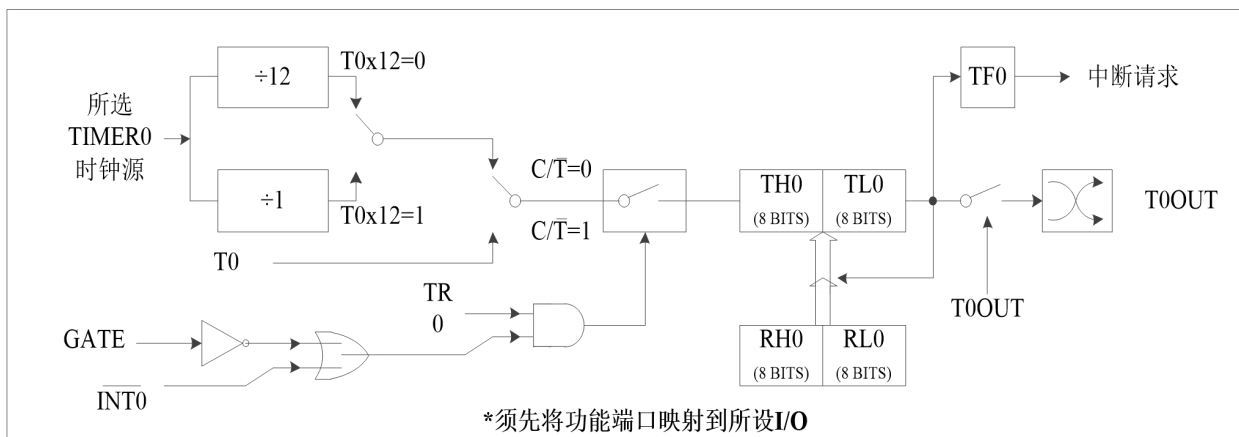 ÷12
T0x12=0
所选
TIMER0
时钟源
÷1
T0x12=1
C/T̅=0
C/T̅=1
T0
TR
0
GATE
I̅N̅T̅0̅
TH0
(8 BITS)
TL0
(8 BITS)
RH0
(8 BITS)
RL0
(8 BITS)
TF0
中断请求
T0OUT
T0OUT
*须先将功能端口映射到所设I/O